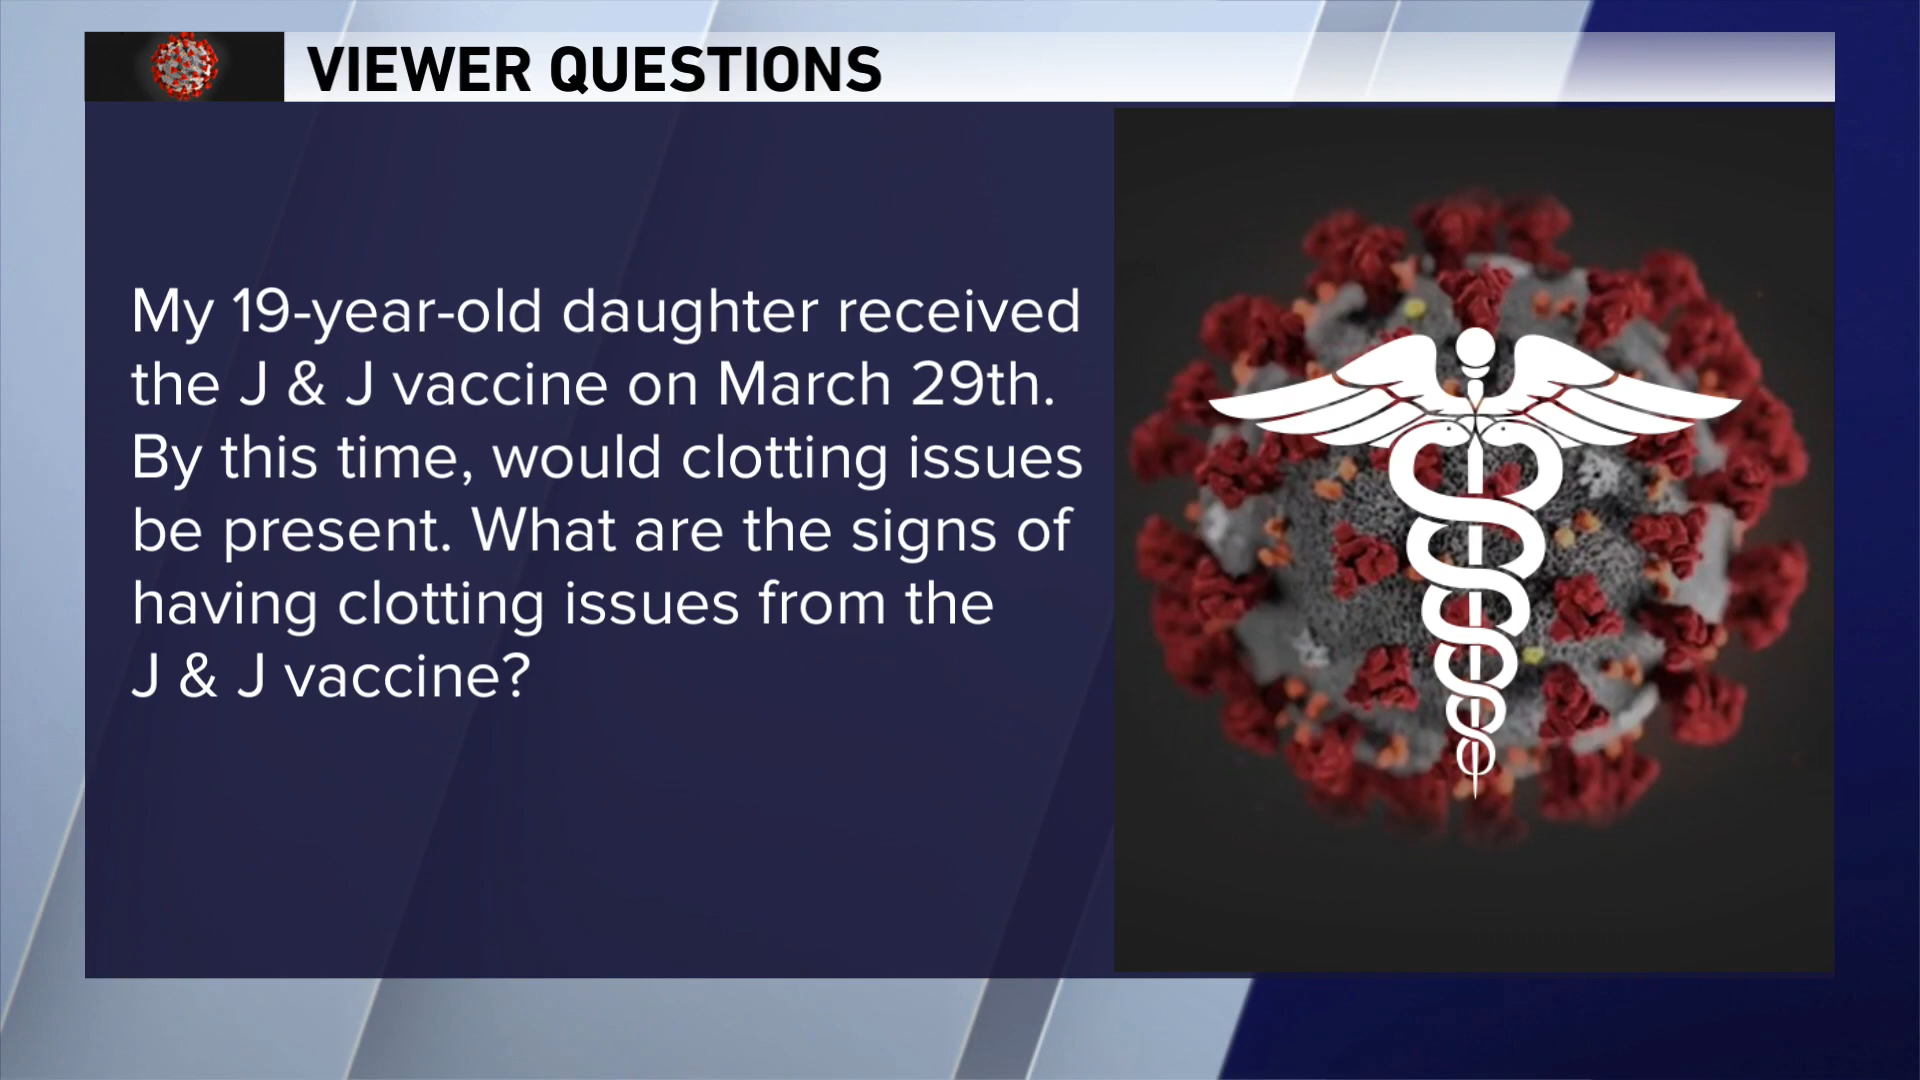 VIEWER QUESTIONS
My 19-year-old daughter received
the J & J vaccine on March 29th.
By this time, would clotting issues
be present. What are the signs of
having clotting issues from the
J & J vaccine?